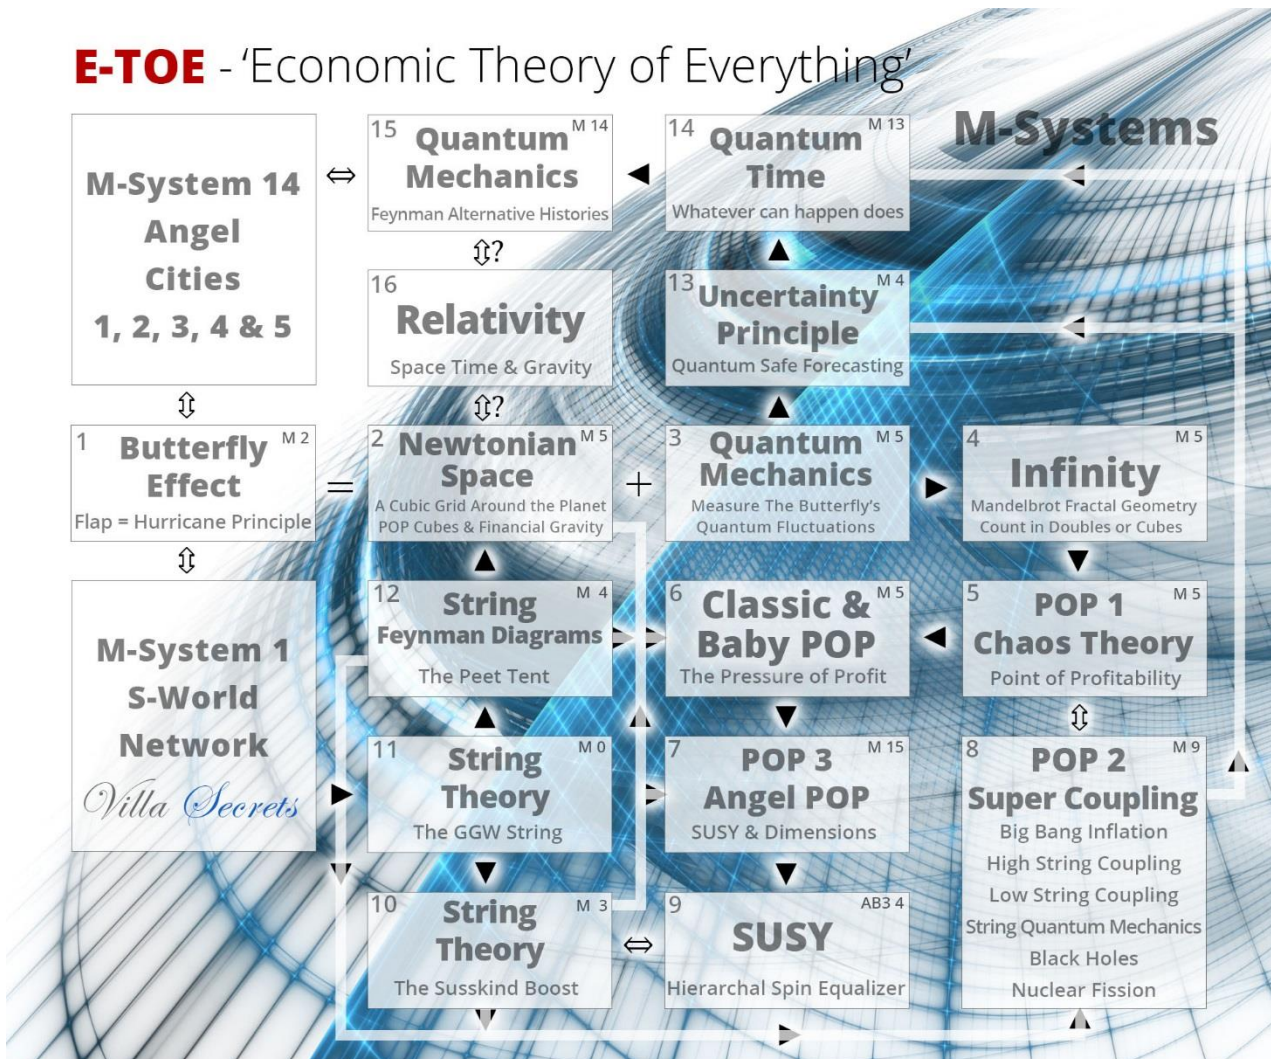 E-TOE - 'Economic Theory of Everything'
M-Systems
M-System 14
Angel
Cities
1, 2, 3, 4 & 5
15 M 14
Quantum
Mechanics
Feynman Alternative Histories
14 M 13
Quantum
Time
Whatever can happen does
⇕?
16
Relativity
Space Time & Gravity
13 M 4
Uncertainty
Principle
Quantum Safe Forecasting
⇕?
1 M 2
Butterfly
Effect
Flap = Hurricane Principle
=
2 M 5
Newtonian
Space
A Cubic Grid Around the Planet
POP Cubes & Financial Gravity
+
3 M 5
Quantum
Mechanics
Measure The Butterfly's
Quantum Fluctuations
4 M 5
Infinity
Mandelbrot Fractal Geometry
Count in Doubles or Cubes
M-System 1
S-World
Network
Villa Secrets
12 M 4
String
Feynman Diagrams
The Peet Tent
6 M 5
Classic &
Baby POP
The Pressure of Profit
5 M 5
POP 1
Chaos Theory
Point of Profitability
11 M 0
String
Theory
The GGW String
7 M 15
POP 3
Angel POP
SUSY & Dimensions
8 M 9
POP 2
Super Coupling
Big Bang Inflation
High String Coupling
Low String Coupling
String Quantum Mechanics
Black Holes
Nuclear Fission
10 M 3
String
Theory
The Susskind Boost
9 AB3 4
SUSY
Hierarchal Spin Equalizer